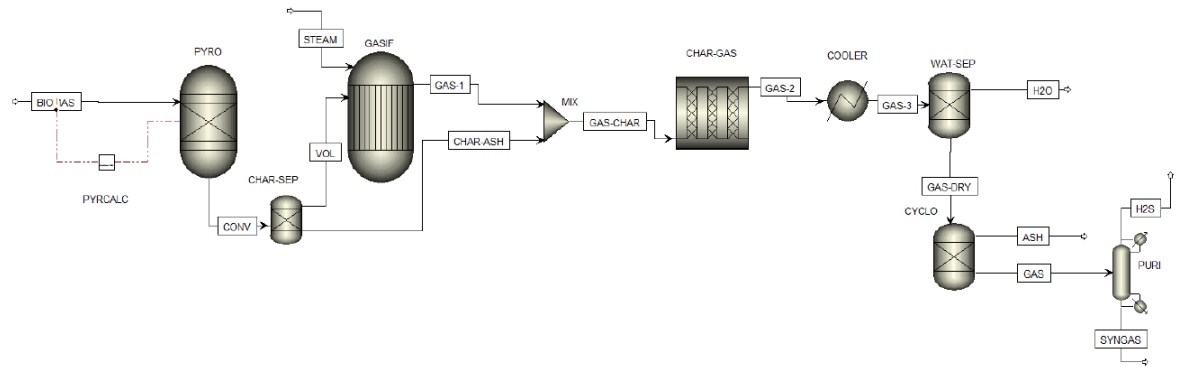 STEAM
GASIF
PYRO
CHAR-GAS
COOLER
WAT-SEP
BIOMAS
GAS-1
MIX
GAS-2
GAS-3
H2O
GAS-CHAR
CHAR-ASH
VOL
PYRCALC
CHAR-SEP
CONV
GAS-DRY
CYCLO
ASH
GAS
H2S
PURI
SYNGAS